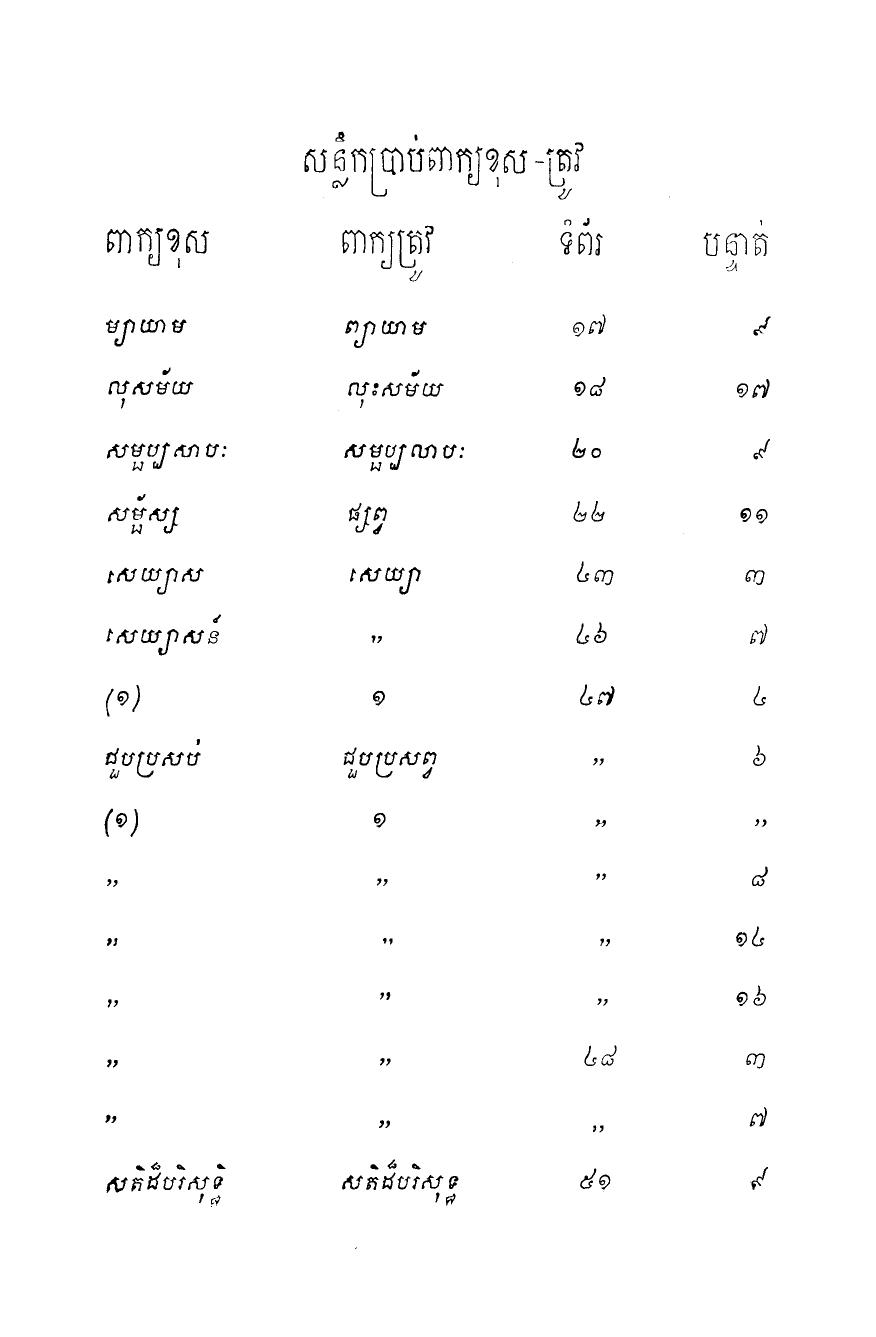 សន្លឹកប្រាប់ពាក្យខុស-ត្រូវ
ពាក្យខុស ពាក្យត្រូវ ទំព័រ បន្ទាត់
ម្យាយាម ព្យាយាម ១៧ ៩
លុសម័យ លុះសម័យ ១៨ ១៧
សម្ផប្បសាបៈ សម្ផប្បលាបៈ ២០ ៩
សម្ផ័ស្ស ផ្សព្វ ២២ ១១
សេយ្យាស សេយ្យា ៤៣ ៣
សេយ្យាសន៍ ,, ៤៦ ៧
(១) ១ ៤៧ ៤
ជួបប្រសប់ ជួបប្រសព្វ ,, ៦
(១) ១ ,, ,,
,, ,, ,, ៨
,, ,, ,, ១៤
,, ,, ,, ១៦
,, ,, ៤៨ ៣
,, ,, ,, ៧
សតិដ៏បរិសុទ្ធិ សតិដ៏បរិសុទ្ធ ៥១ ៩